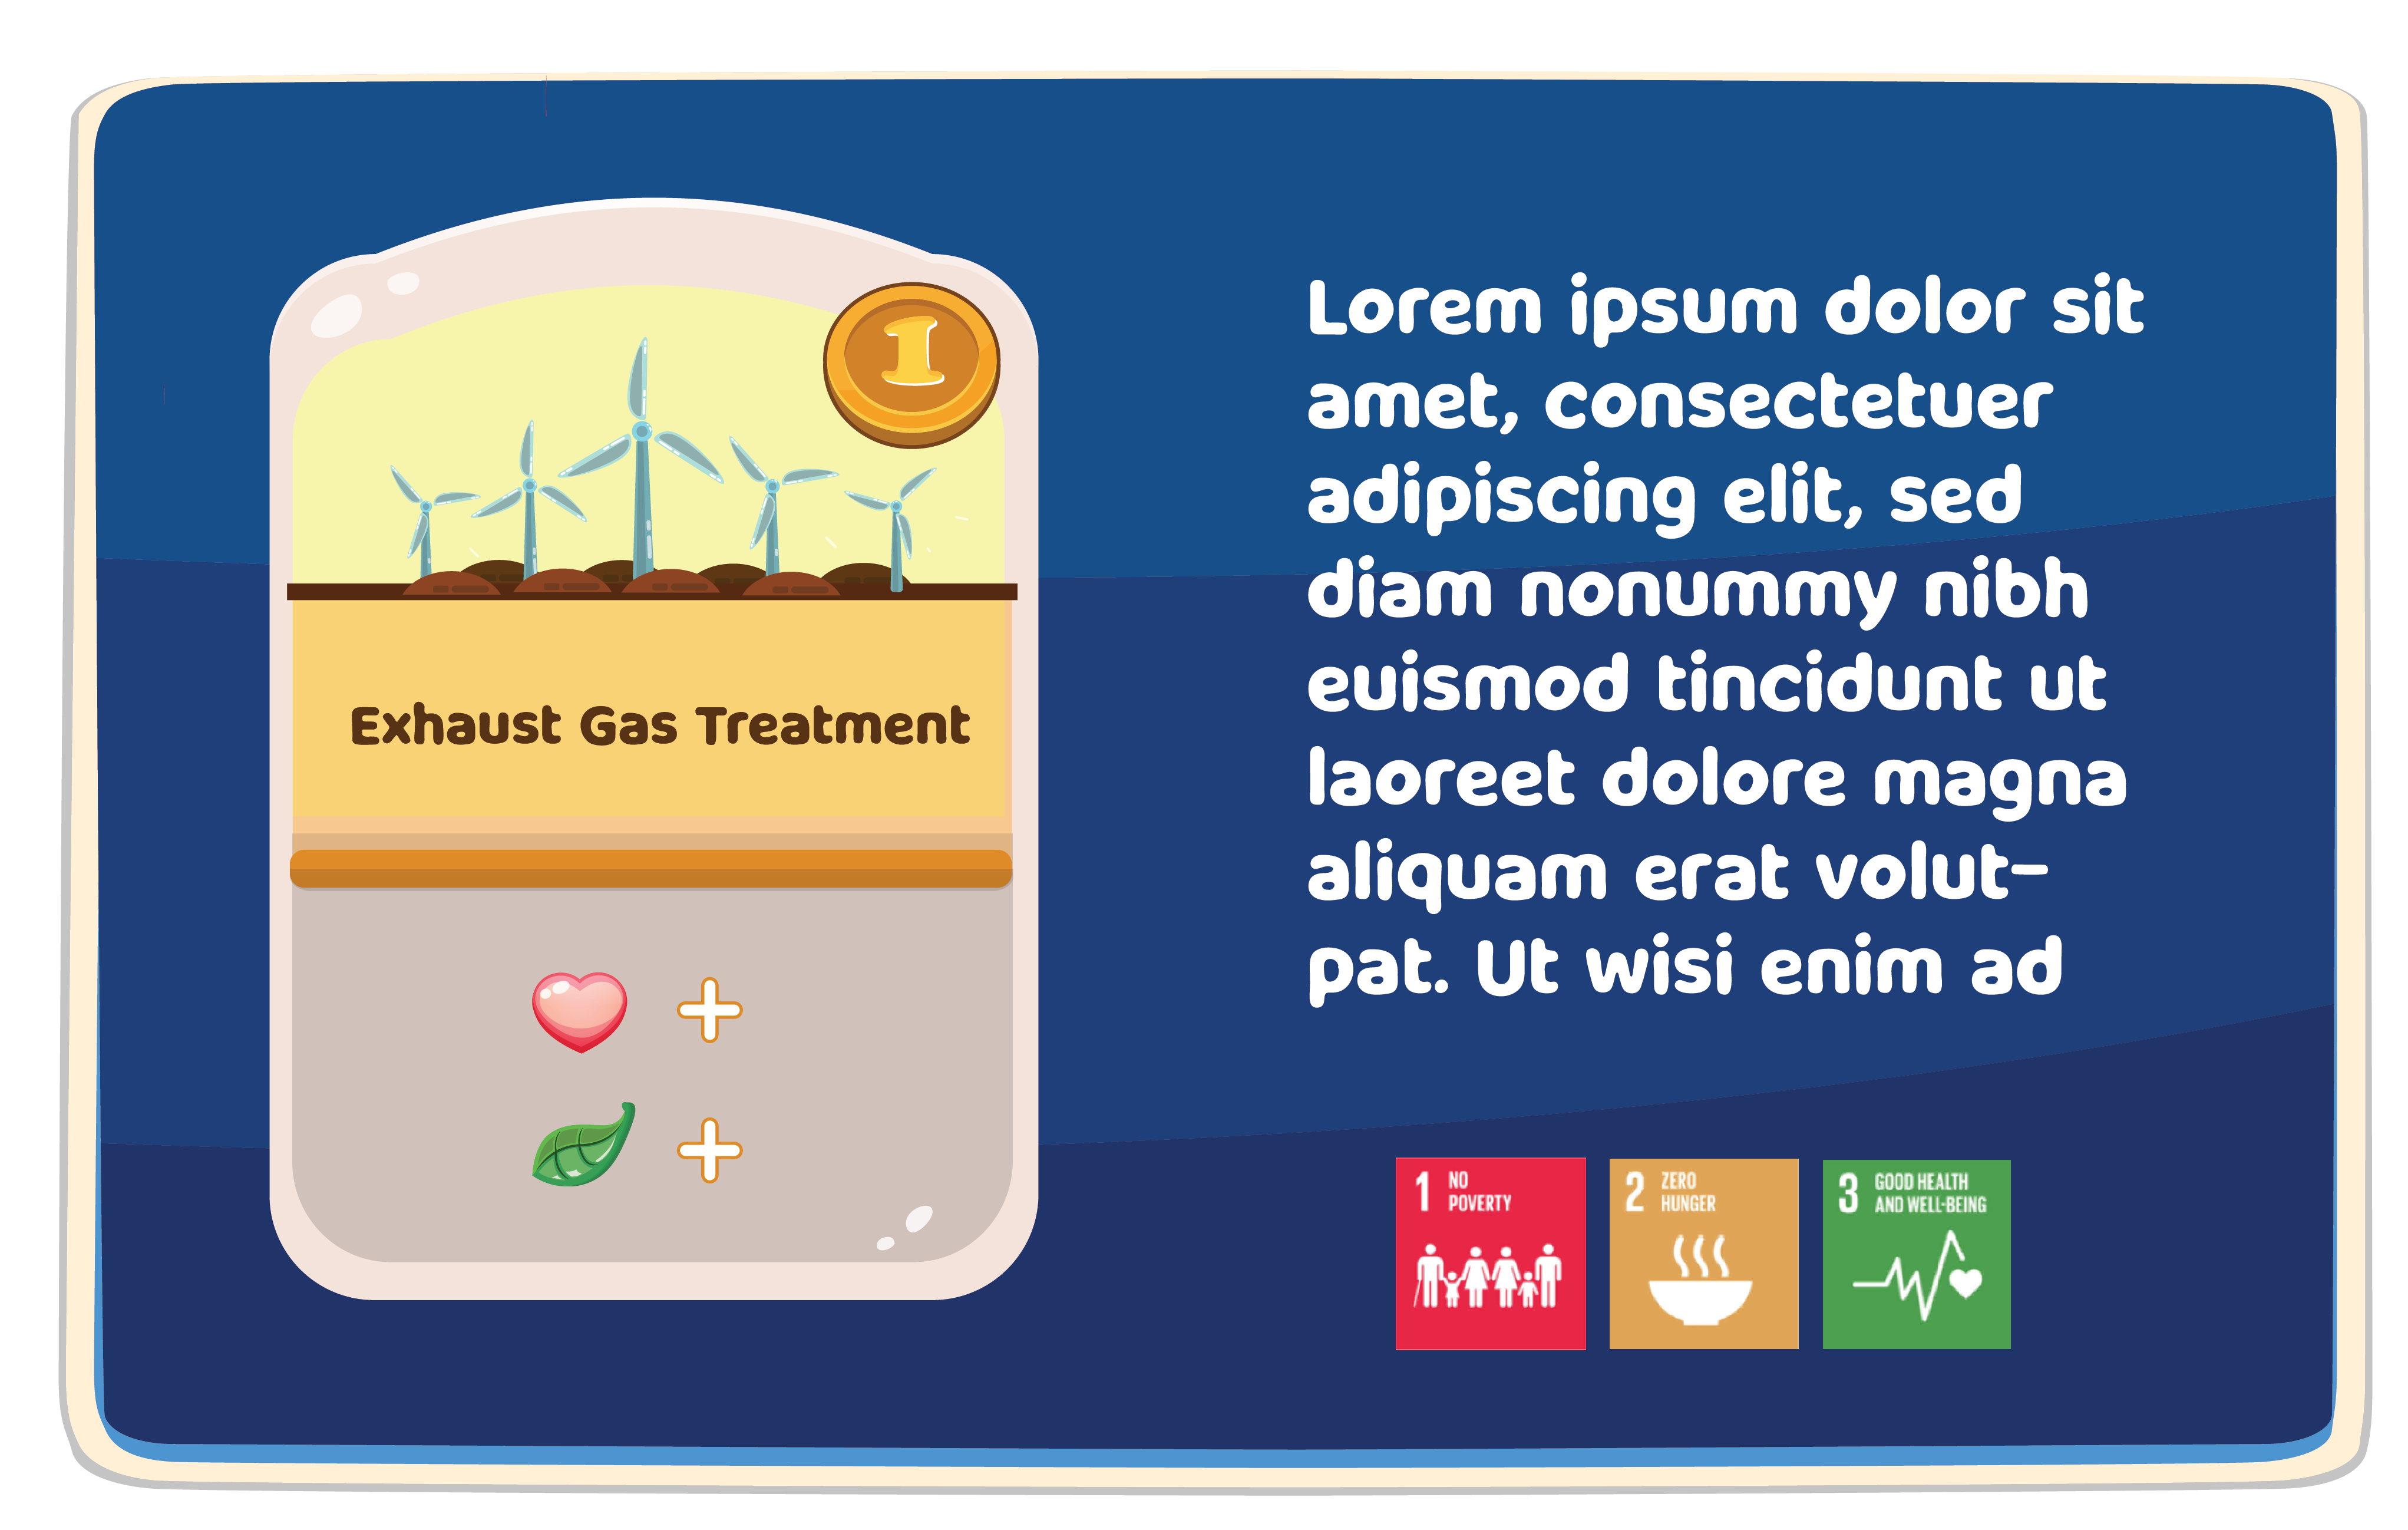 1
Exhaust Gas Treatment
Lorem ipsum dolor sit
amet, consectetuer
adipiscing elit, sed
diam nonummy nibh
euismod tincidunt ut
laoreet dolore magna
aliquam erat volut-
pat. Ut wisi enim ad
1 NO
POVERTY
2 ZERO
HUNGER
3 GOOD HEALTH
AND WELL-BEING